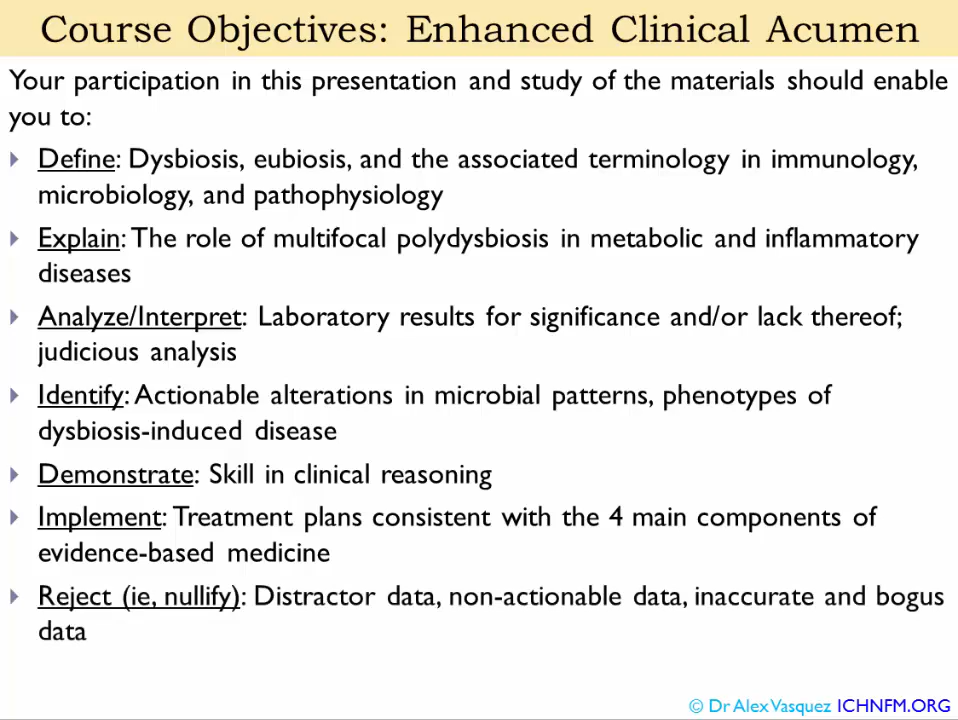 Course Objectives: Enhanced Clinical Acumen
Your participation in this presentation and study of the materials should enable
you to:
Define: Dysbiosis, eubiosis, and the associated terminology in immunology,
microbiology, and pathophysiology
Explain: The role of multifocal polydysbiosis in metabolic and inflammatory
diseases
Analyze/Interpret: Laboratory results for significance and/or lack thereof;
judicious analysis
Identify: Actionable alterations in microbial patterns, phenotypes of
dysbiosis-induced disease
Demonstrate: Skill in clinical reasoning
Implement: Treatment plans consistent with the 4 main components of
evidence-based medicine
Reject (ie, nullify): Distractor data, non-actionable data, inaccurate and bogus
data
© Dr Alex Vasquez ICHNFM.ORG